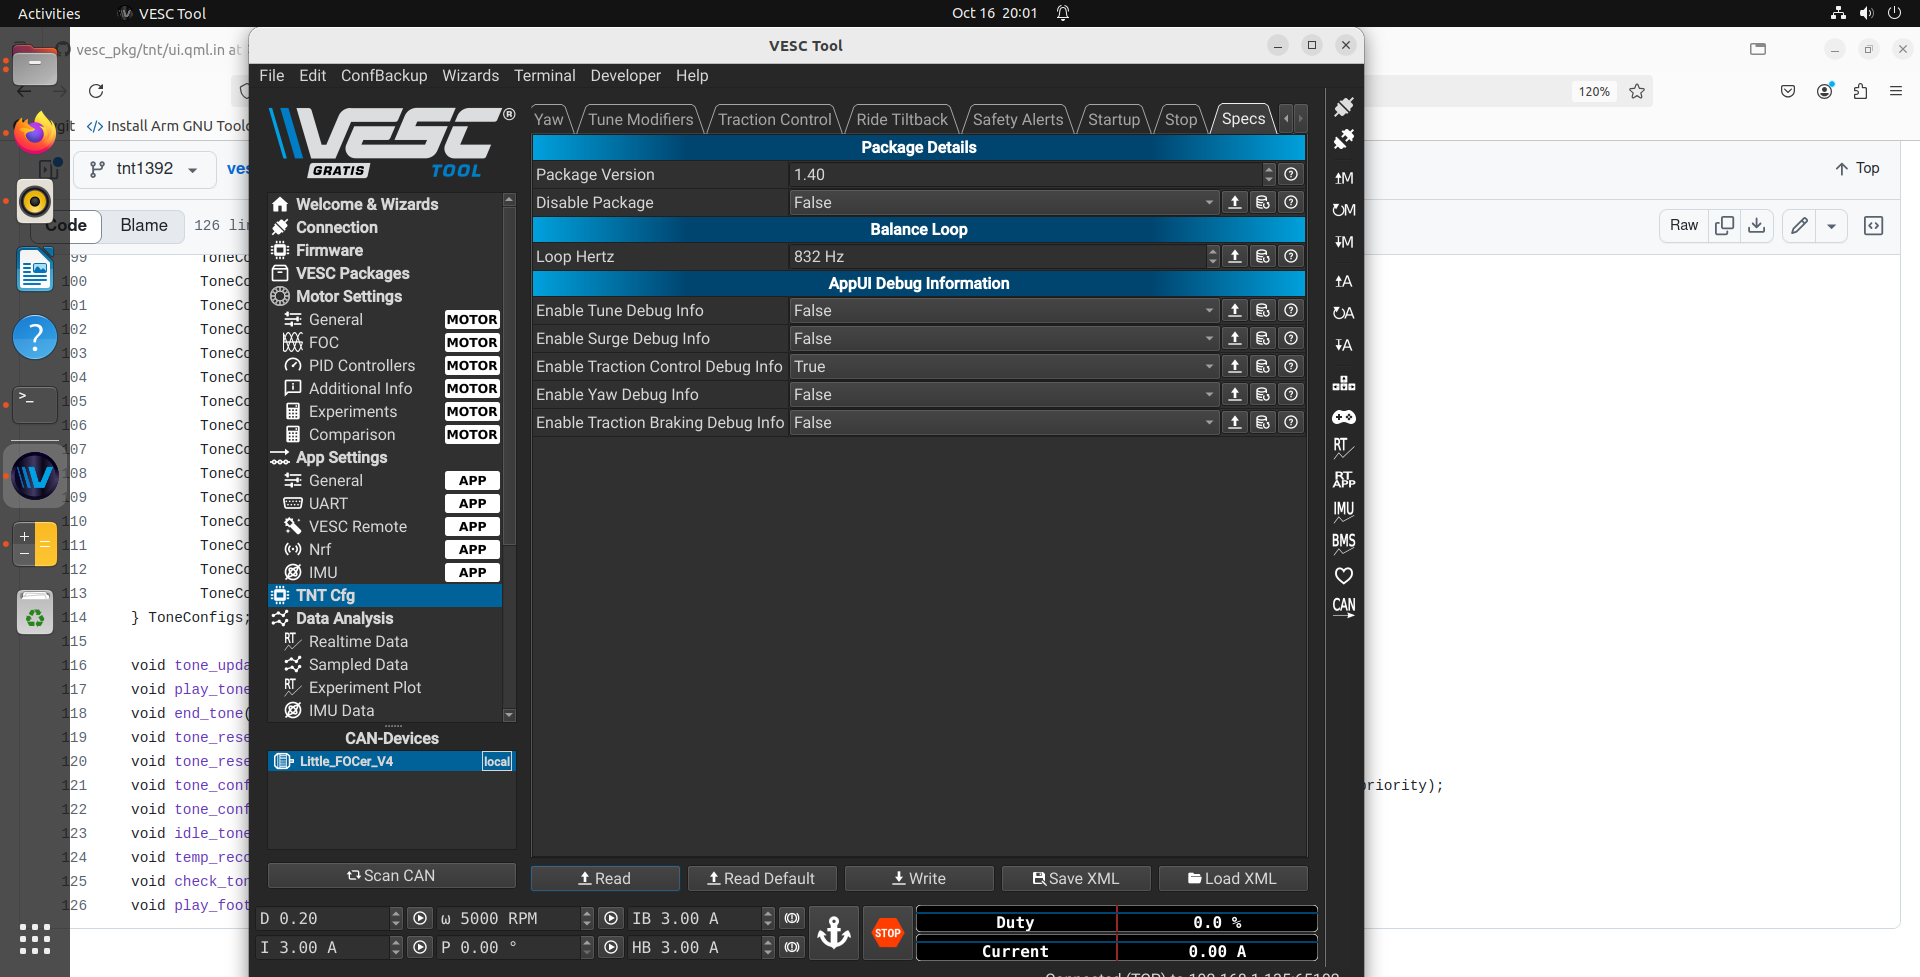 Activities
VESC Tool
Oct 16 20:01
vesc_pkg/tnt/ui.qml.in at
VESC Tool
120%
File Edit ConfBackup Wizards Terminal Developer Help
git
Install Arm GNU Toolc
VESC®
GRATIS TOOL
Yaw Tune Modifiers Traction Control Ride Tiltback Safety Alerts Startup Stop Specs
tnt1392
ves
Top
Code Blame 126 lin
Raw
Package Details
Package Version 1.40
Disable Package False
Balance Loop
Loop Hertz 832 Hz
AppUI Debug Information
Enable Tune Debug Info False
Enable Surge Debug Info False
Enable Traction Control Debug Info True
Enable Yaw Debug Info False
Enable Traction Braking Debug Info False
Welcome & Wizards
Connection
Firmware
VESC Packages
Motor Settings
General MOTOR
FOC MOTOR
PID Controllers MOTOR
Additional Info MOTOR
Experiments MOTOR
Comparison MOTOR
App Settings
General APP
UART APP
VESC Remote APP
Nrf APP
IMU APP
TNT Cfg
Data Analysis
Realtime Data
Sampled Data
Experiment Plot
IMU Data
CAN-Devices
Little_FOCer_V4 local
Scan CAN
Read Read Default Write Save XML Load XML
D 0.20 ω 5000 RPM IB 3.00 A
I 3.00 A P 0.00 ° HB 3.00 A
STOP
Duty 0.0 %
Current 0.00 A
M
M
M
A
A
A
RT
RT APP
IMU
BMS
CAN
99 ToneCo
100 ToneCo
101 ToneCo
102 ToneCo
103 ToneCo
104 ToneCo
105 ToneCo
106 ToneCo
107 ToneCo
108 ToneCo
109 ToneCo
110 ToneCo
111 ToneCo
112 ToneCo
113 ToneCo
114 } ToneConfigs;
115
116 void tone_upda
117 void play_tone
118 void end_tone(
119 void tone_rese
120 void tone_rese
121 void tone_conf
priority);
122 void tone_conf
123 void idle_tone
124 void temp_reco
125 void check_ton
126 void play_foot